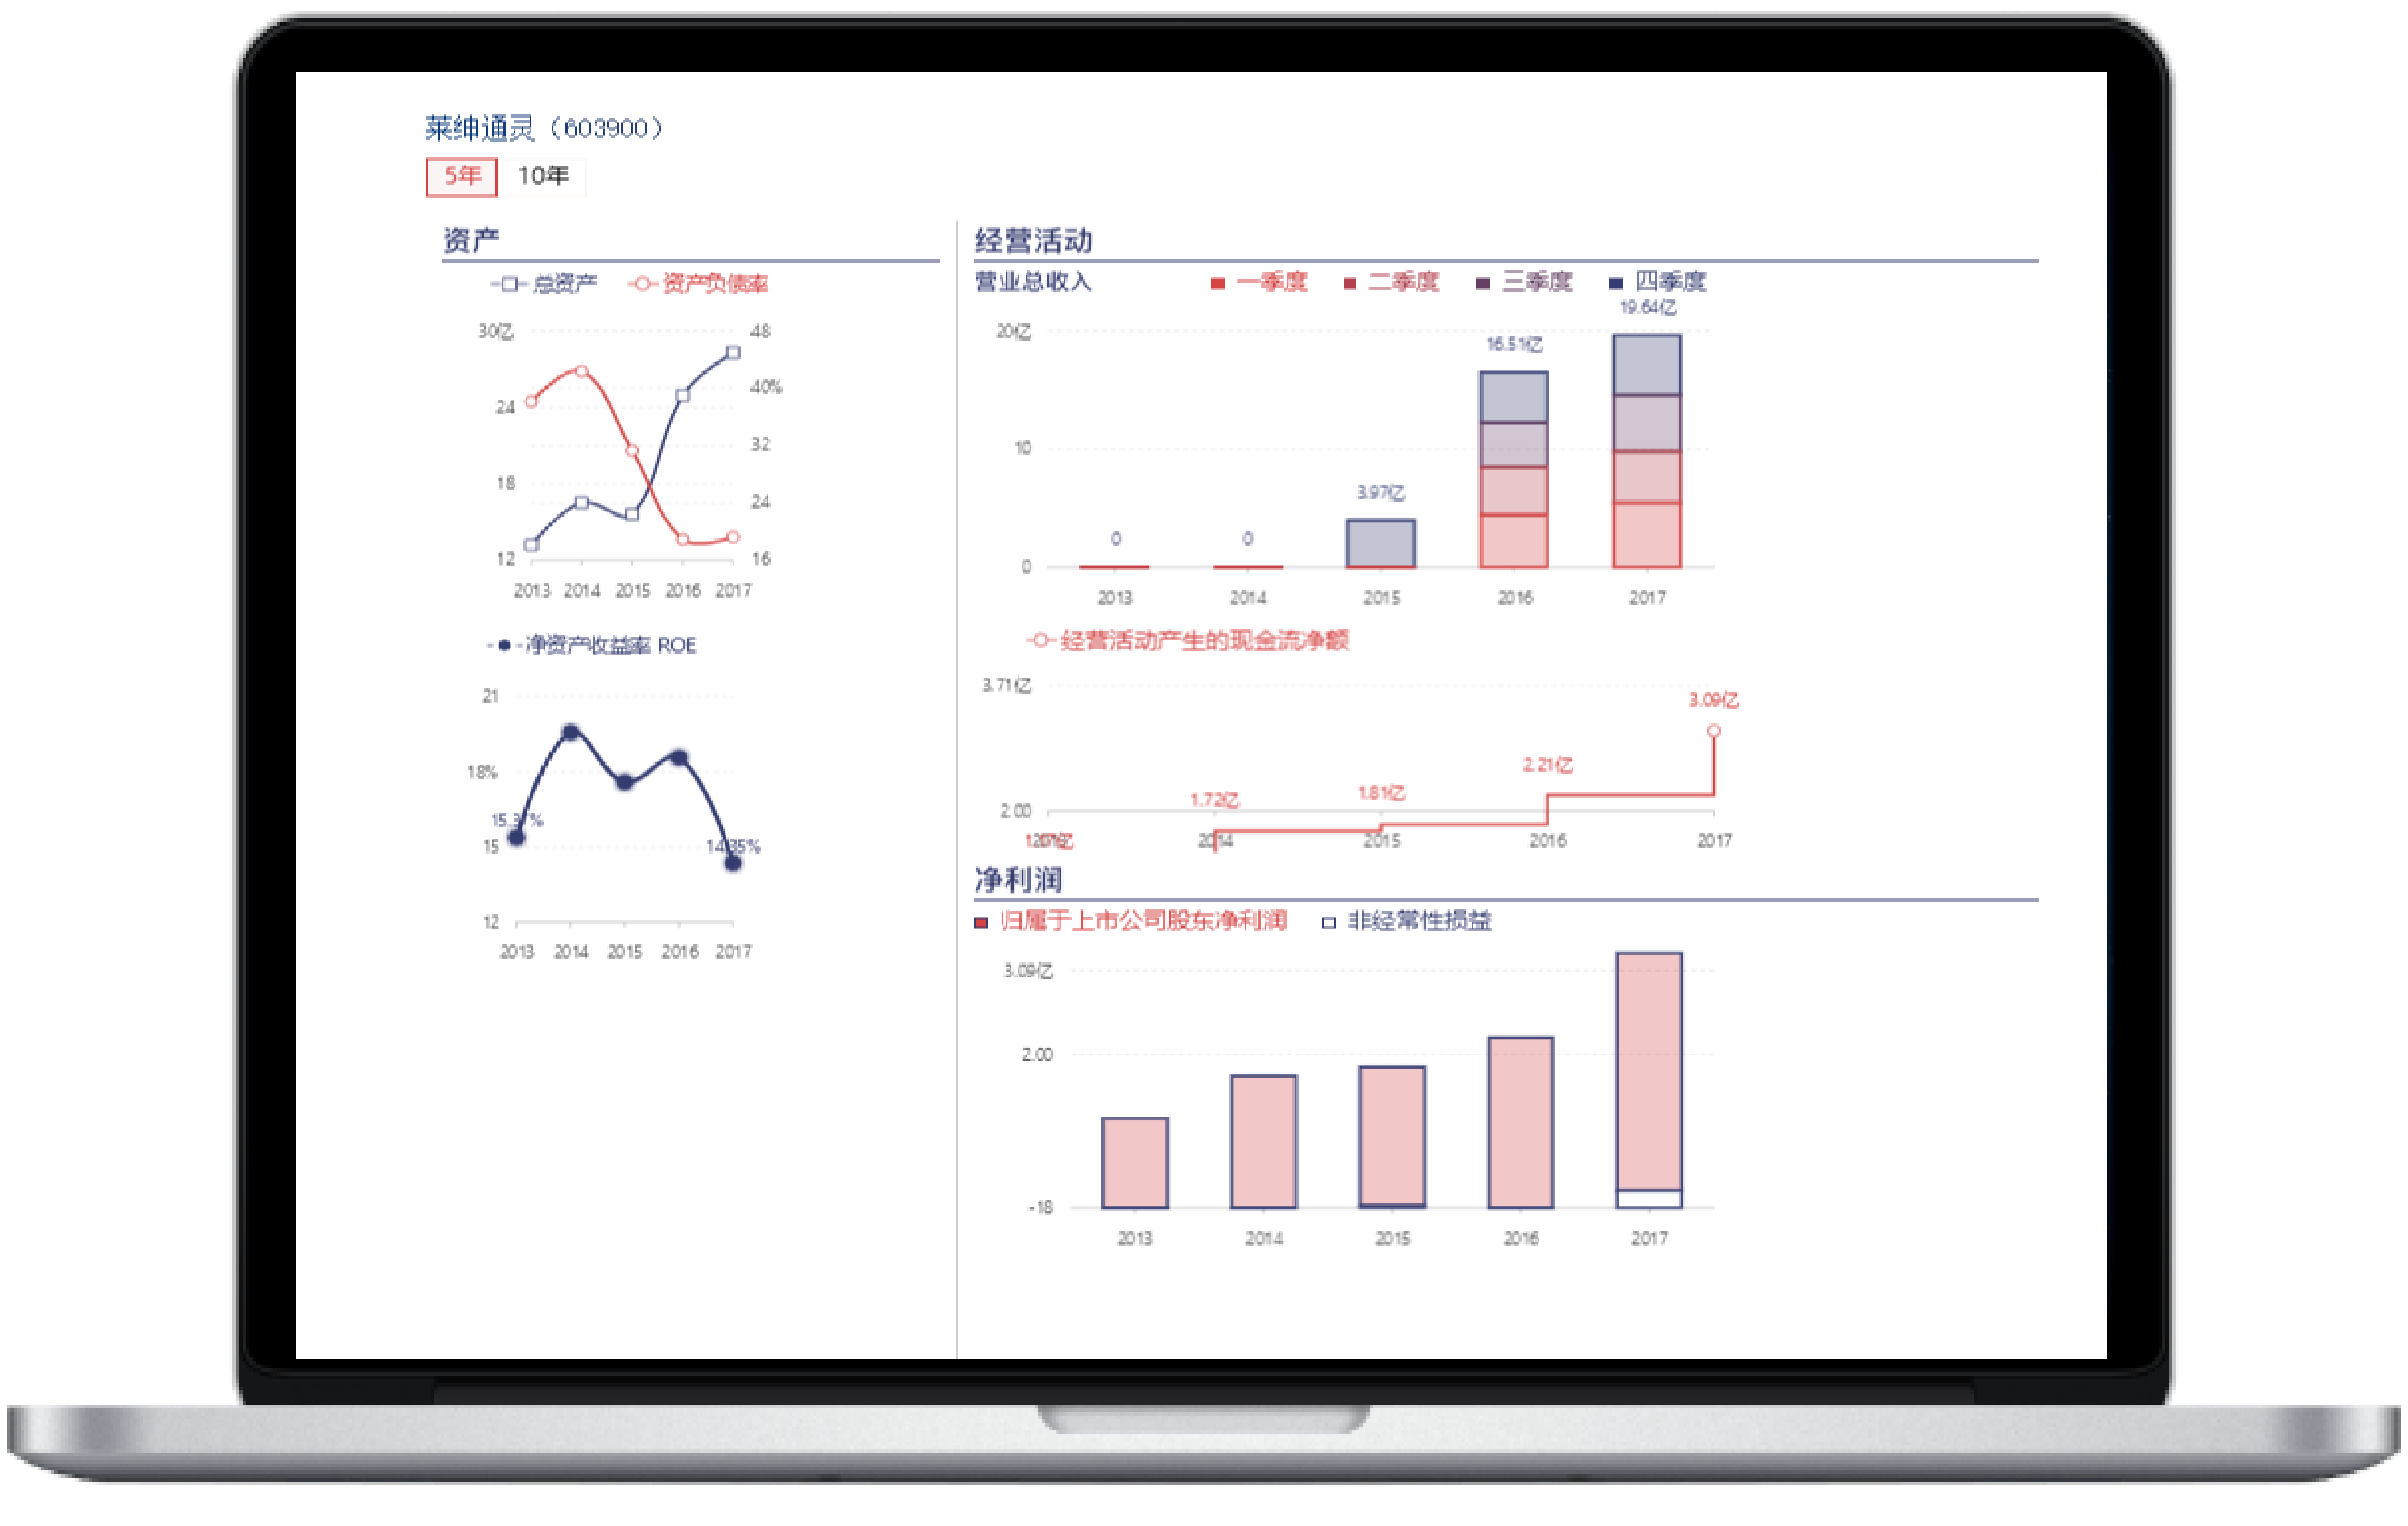 莱绅通灵（603900）
5年 10年
资产
总资产 资产负债率
30亿 48
40%
24
32
18
24
12 16
2013 2014 2015 2016 2017
净资产收益率 ROE
21
18%
15
14.35%
12
2013 2014 2015 2016 2017
经营活动
营业总收入 一季度 二季度 三季度 四季度
19.64亿
20亿
16.51亿
10
3.97亿
0 0
0
2013 2014 2015 2016 2017
经营活动产生的现金流净额
3.71亿
3.09亿
2.21亿
1.72亿 1.81亿
2.00
2014 2015 2016 2017
净利润
归属于上市公司股东净利润 非经常性损益
3.09亿
2.00
-18
2013 2014 2015 2016 2017